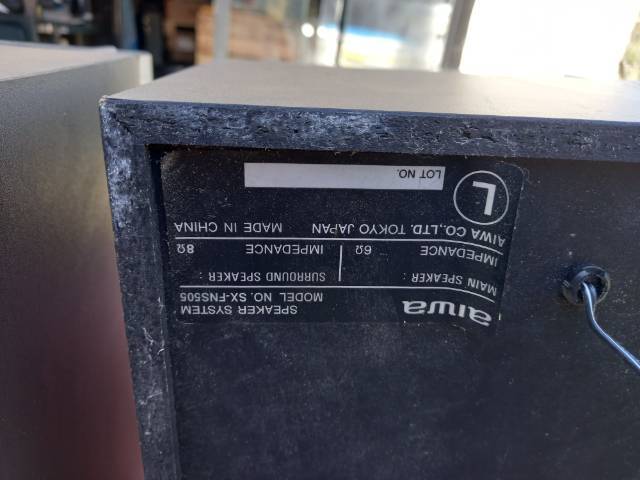 aiwa
SPEAKER SYSTEM
MODEL NO. SX-FNS505
MAIN SPEAKER :
IMPEDANCE 6Ω
SURROUND SPEAKER :
IMPEDANCE 8Ω
AIWA CO.,LTD. TOKYO JAPAN MADE IN CHINA
L
LOT NO.